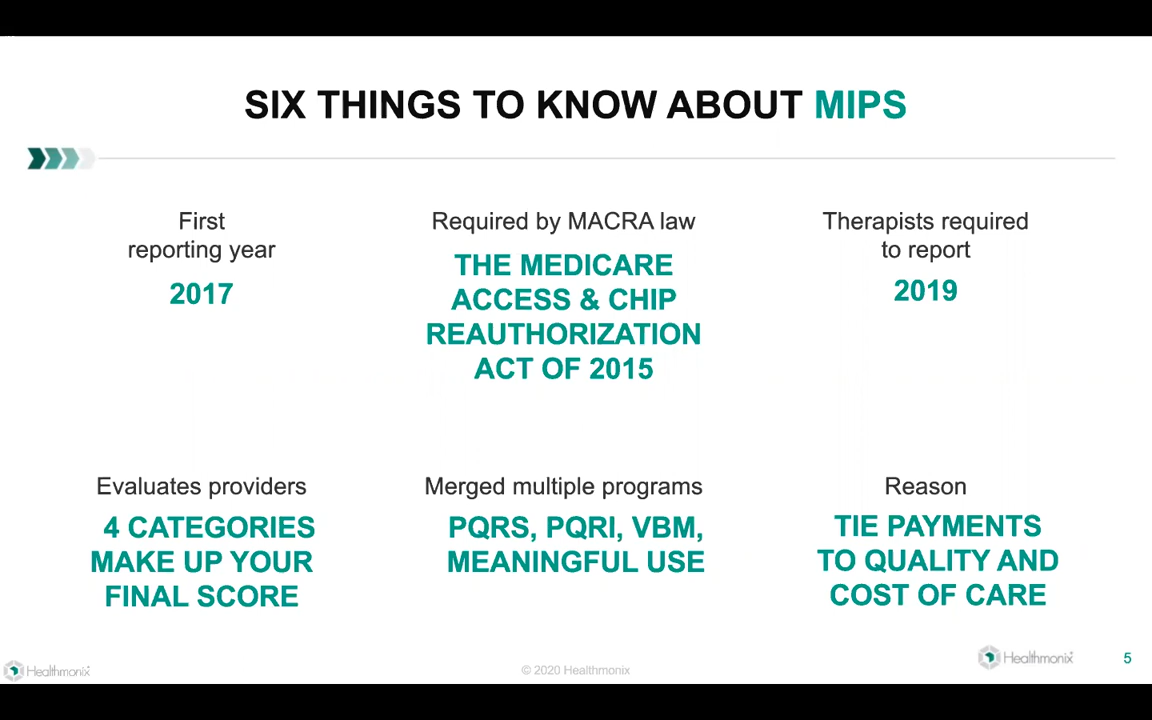 SIX THINGS TO KNOW ABOUT MIPS
First
reporting year
2017
Required by MACRA law
THE MEDICARE
ACCESS & CHIP
REAUTHORIZATION
ACT OF 2015
Therapists required
to report
2019
Evaluates providers
4 CATEGORIES
MAKE UP YOUR
FINAL SCORE
Merged multiple programs
PQRS, PQRI, VBM,
MEANINGFUL USE
Reason
TIE PAYMENTS
TO QUALITY AND
COST OF CARE
Healthmonix
© 2020 Healthmonix
Healthmonix
5